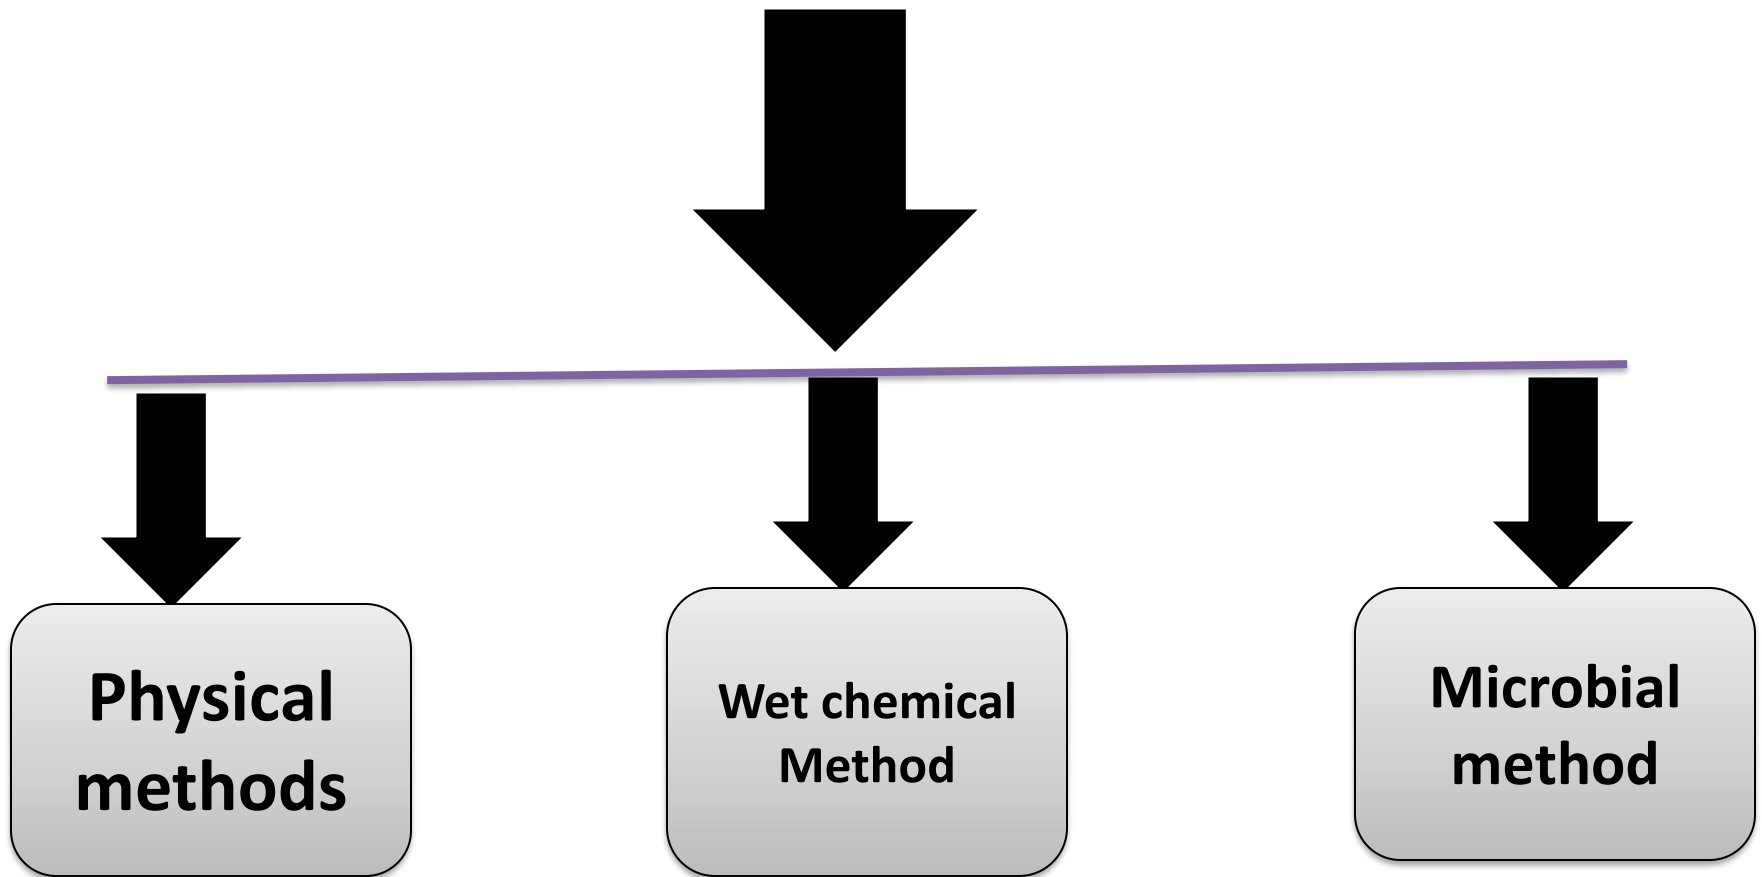 Physical
methods
Wet chemical
Method
Microbial
method